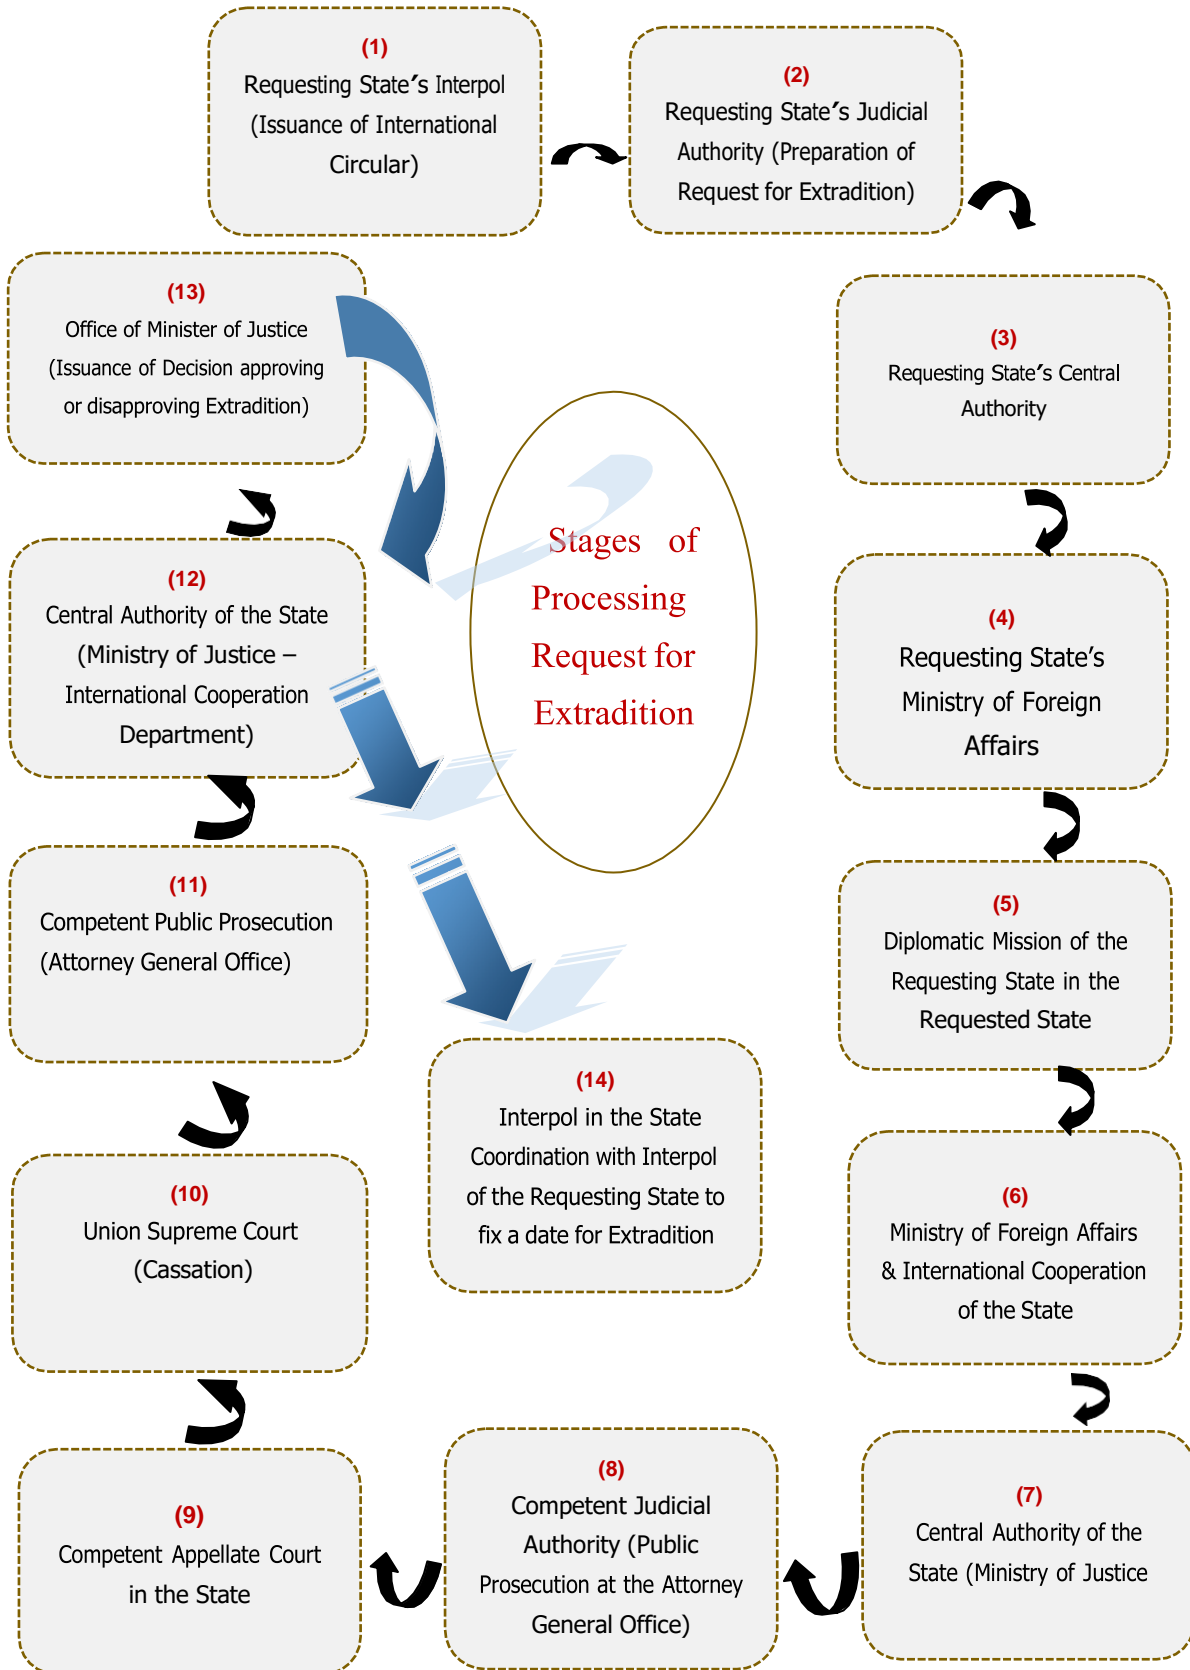 (1)
Requesting State's Interpol
(Issuance of International
Circular)
(2)
Requesting State's Judicial
Authority (Preparation of
Request for Extradition)
(3)
Requesting State's Central
Authority
(4)
Requesting State's
Ministry of Foreign
Affairs
(5)
Diplomatic Mission of the
Requesting State in the
Requested State
(6)
Ministry of Foreign Affairs
& International Cooperation
of the State
(7)
Central Authority of the
State (Ministry of Justice
(8)
Competent Judicial
Authority (Public
Prosecution at the Attorney
General Office)
(9)
Competent Appellate Court
in the State
(10)
Union Supreme Court
(Cassation)
(11)
Competent Public Prosecution
(Attorney General Office)
(12)
Central Authority of the State
(Ministry of Justice –
International Cooperation
Department)
(13)
Office of Minister of Justice
(Issuance of Decision approving
or disapproving Extradition)
(14)
Interpol in the State
Coordination with Interpol
of the Requesting State to
fix a date for Extradition
Stages of
Processing
Request for
Extradition